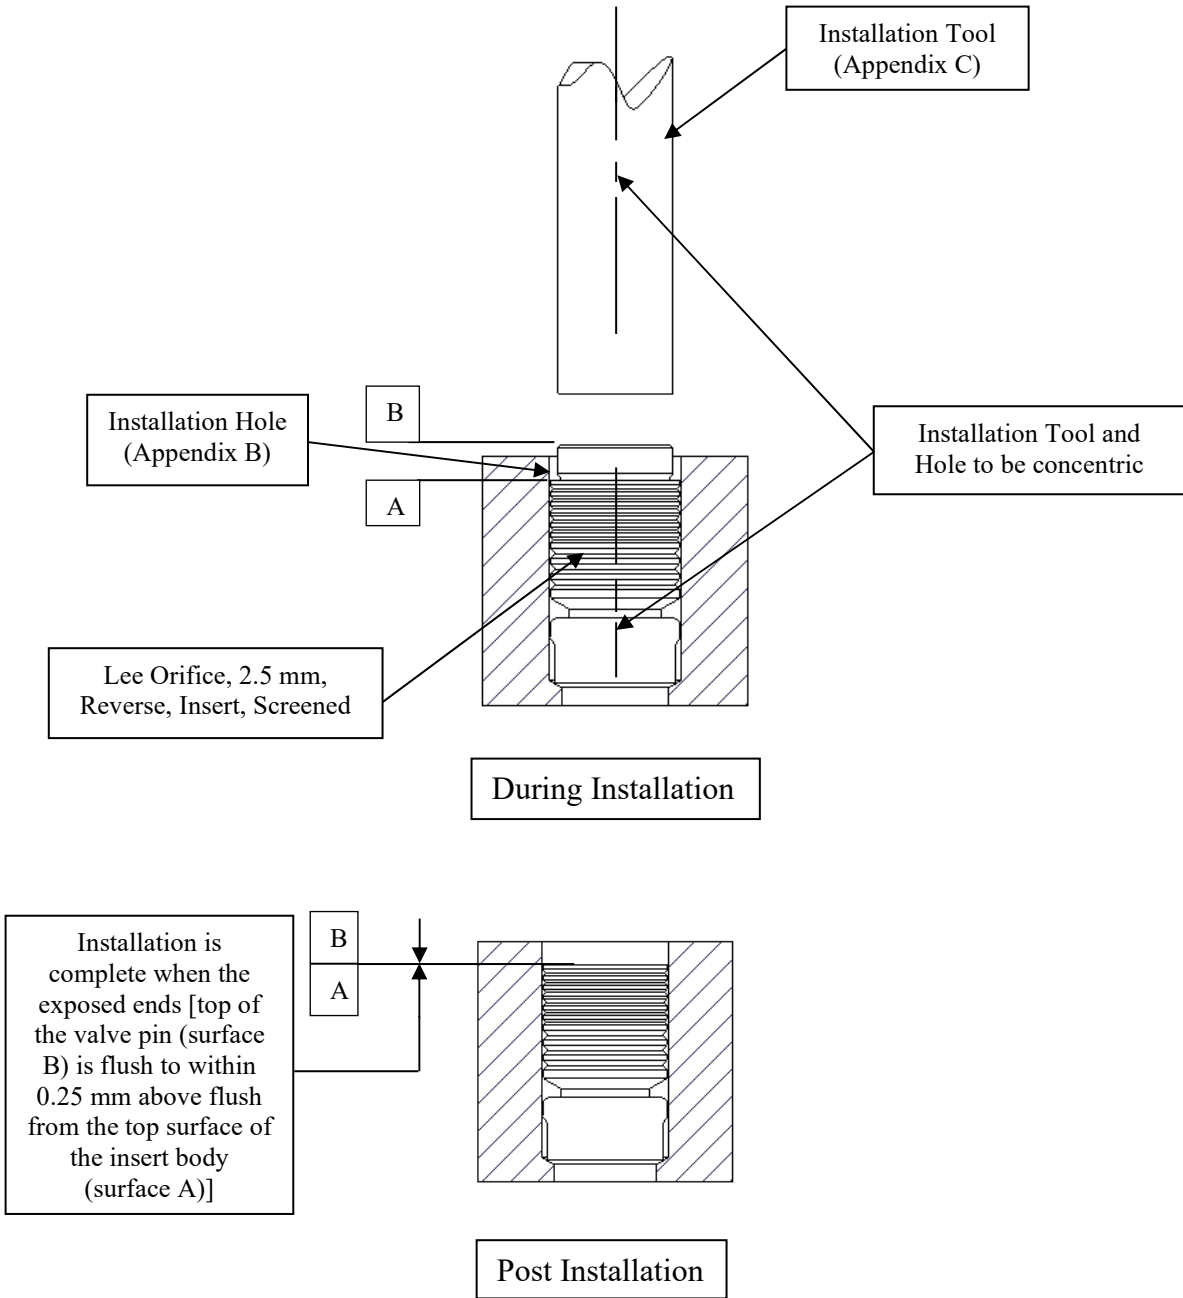 Installation Tool
(Appendix C)
Installation Hole
(Appendix B)
B
A
Installation Tool and
Hole to be concentric
Lee Orifice, 2.5 mm,
Reverse, Insert, Screened
During Installation
Installation is
complete when the
exposed ends [top of
the valve pin (surface
B) is flush to within
0.25 mm above flush
from the top surface of
the insert body
(surface A)]
B
A
Post Installation